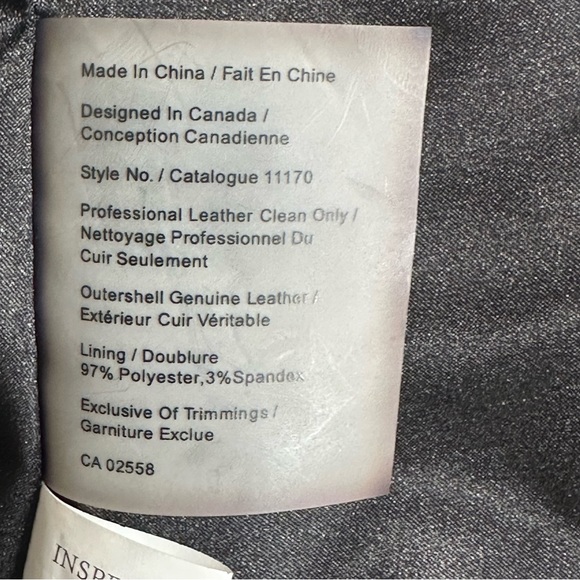 Made In China / Fait En Chine
Designed In Canada /
Conception Canadienne
Style No. / Catalogue 11170
Professional Leather Clean Only /
Nettoyage Professionnel Du
Cuir Seulement
Outershell Genuine Leather /
Extérieur Cuir Véritable
Lining / Doublure
97% Polyester,3%Spandex
Exclusive Of Trimmings /
Garniture Exclue
CA 02558